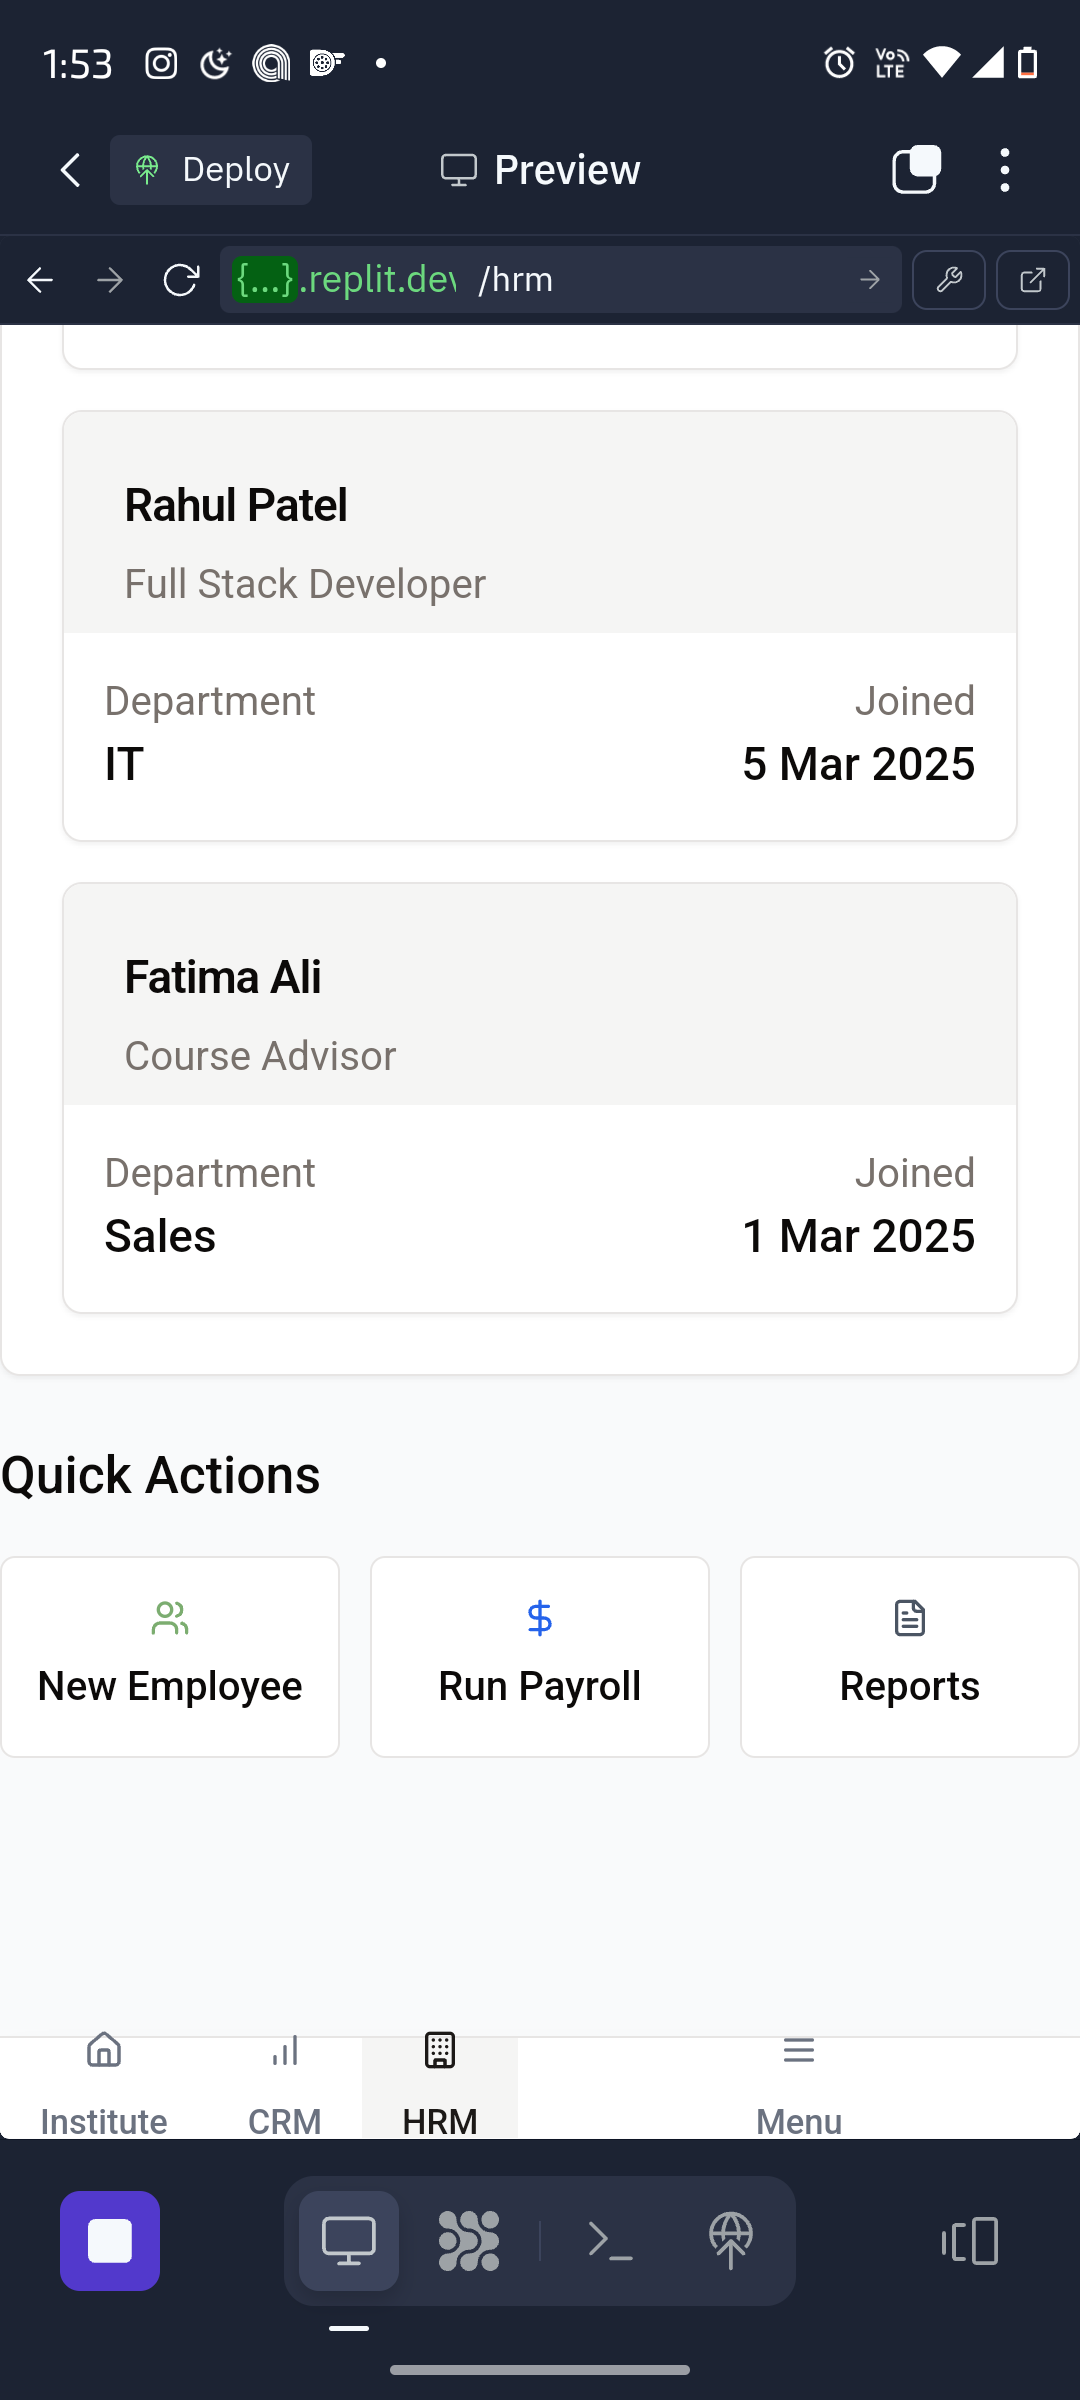 1:53
Vo LTE
Deploy
Preview
{...}.replit.dev /hrm
Rahul Patel
Full Stack Developer
Department Joined
IT 5 Mar 2025
Fatima Ali
Course Advisor
Department Joined
Sales 1 Mar 2025
Quick Actions
New Employee Run Payroll Reports
Institute CRM HRM Menu